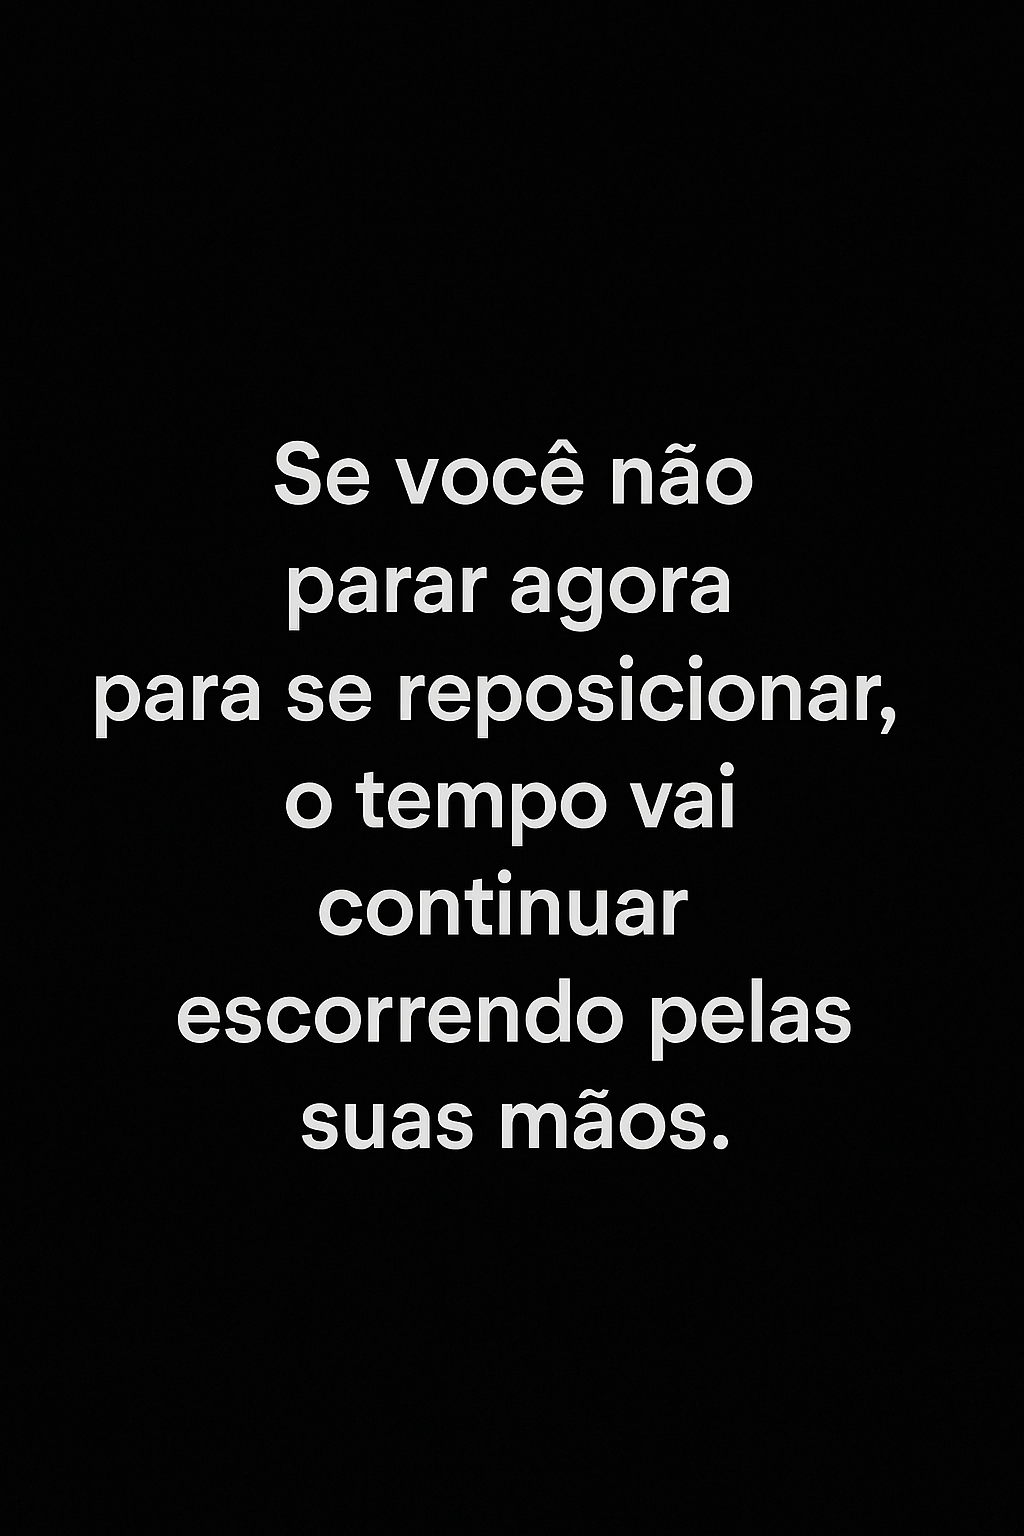 Se você não
parar agora
para se reposicionar,
o tempo vai
continuar
escorrendo pelas
suas mãos.